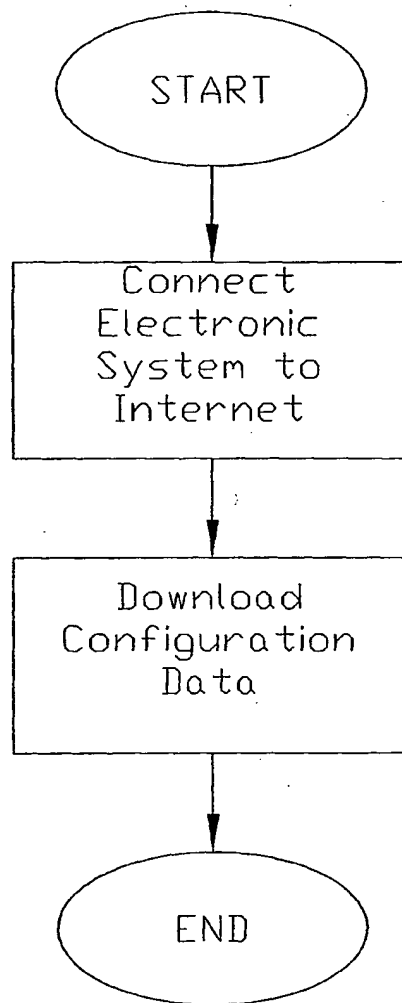 START
Connect
Electronic
System to
Internet
Download
Configuration
Data
END